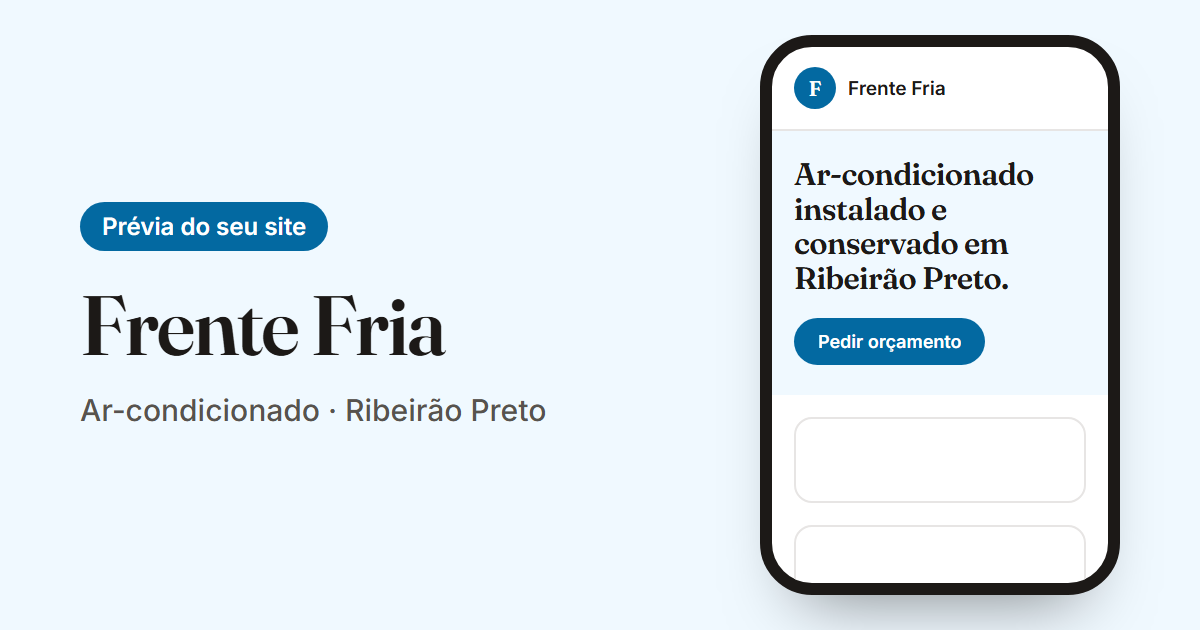 Prévia do seu site
Frente Fria
Ar-condicionado · Ribeirão Preto
F
Frente Fria
Ar-condicionado
instalado e
conservado em
Ribeirão Preto.
Pedir orçamento